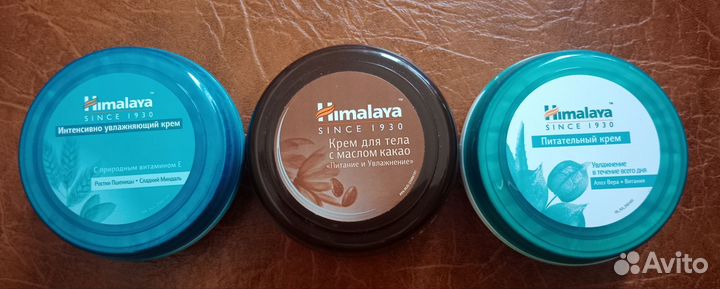 Himalaya
SINCE 1930
Интенсивно увлажняющий крем
С природным витамином Е
Ростки Пшеницы • Сладкий Миндаль
Himalaya
SINCE 1930
Крем для тела
с маслом какао
«Питание и Увлажнение»
Himalaya
SINCE 1930
Питательный крем
Увлажнение
в течение всего дня
Алоэ Вера • Витания
Avito